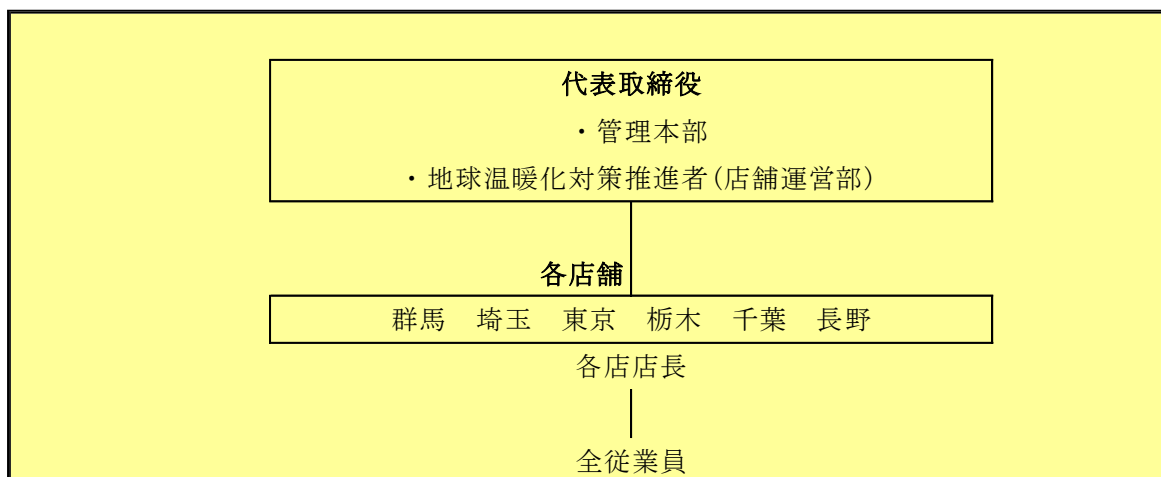 代表取締役
・管理本部
・地球温暖化対策推進者(店舗運営部)
各店舗
群馬　埼玉　東京　栃木　千葉　長野
各店店長
全従業員